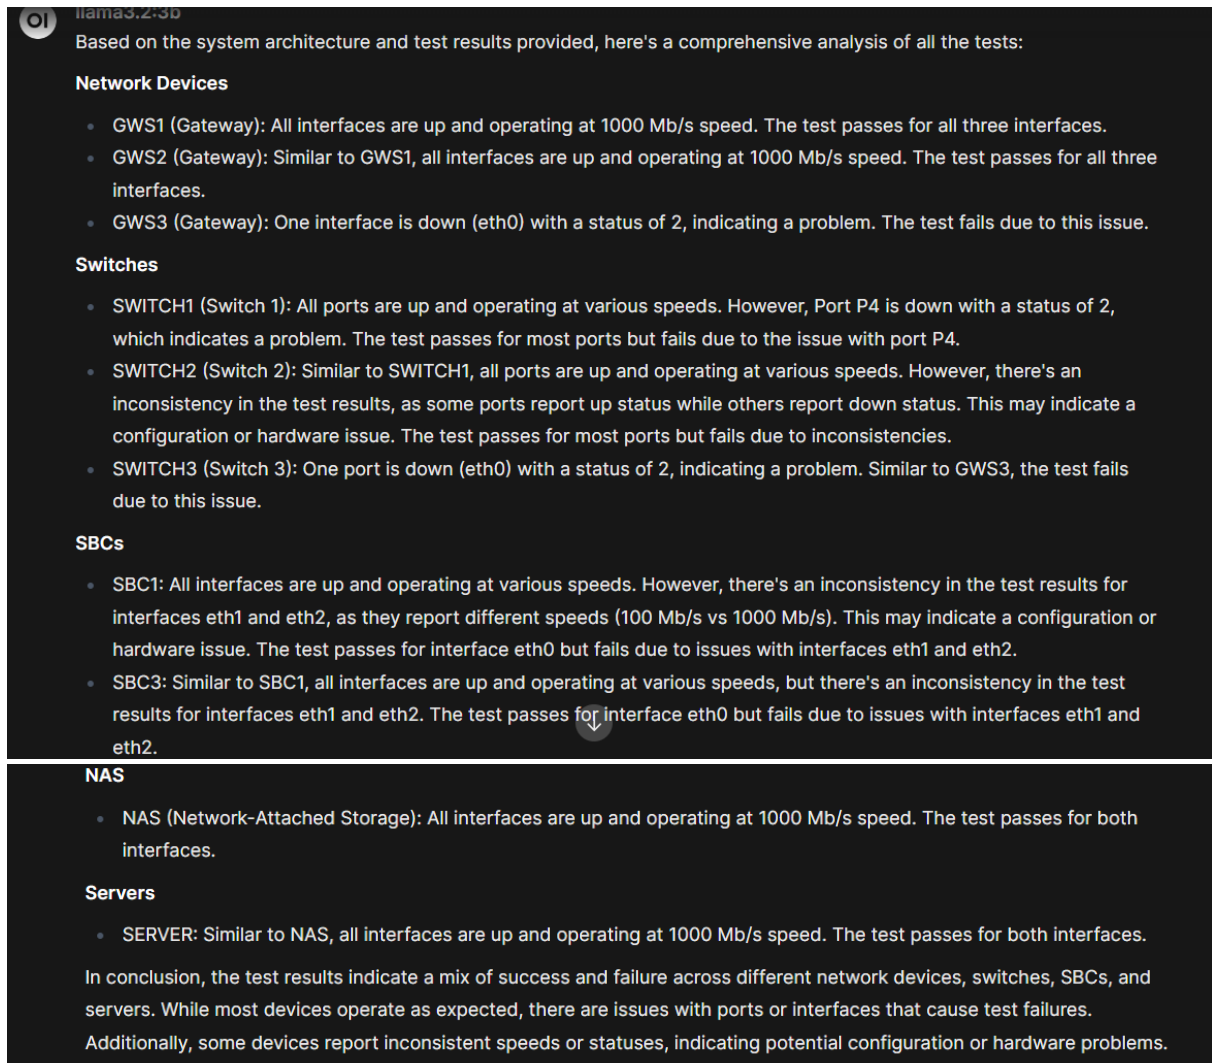 OI
llama3.2:3b
Based on the system architecture and test results provided, here's a comprehensive analysis of all the tests:
Network Devices
GWS1 (Gateway): All interfaces are up and operating at 1000 Mb/s speed. The test passes for all three interfaces.
GWS2 (Gateway): Similar to GWS1, all interfaces are up and operating at 1000 Mb/s speed. The test passes for all three
interfaces.
GWS3 (Gateway): One interface is down (eth0) with a status of 2, indicating a problem. The test fails due to this issue.
Switches
SWITCH1 (Switch 1): All ports are up and operating at various speeds. However, Port P4 is down with a status of 2,
which indicates a problem. The test passes for most ports but fails due to the issue with port P4.
SWITCH2 (Switch 2): Similar to SWITCH1, all ports are up and operating at various speeds. However, there's an
inconsistency in the test results, as some ports report up status while others report down status. This may indicate a
configuration or hardware issue. The test passes for most ports but fails due to inconsistencies.
SWITCH3 (Switch 3): One port is down (eth0) with a status of 2, indicating a problem. Similar to GWS3, the test fails
due to this issue.
SBCs
SBC1: All interfaces are up and operating at various speeds. However, there's an inconsistency in the test results for
interfaces eth1 and eth2, as they report different speeds (100 Mb/s vs 1000 Mb/s). This may indicate a configuration or
hardware issue. The test passes for interface eth0 but fails due to issues with interfaces eth1 and eth2.
SBC3: Similar to SBC1, all interfaces are up and operating at various speeds, but there's an inconsistency in the test
results for interfaces eth1 and eth2. The test passes for interface eth0 but fails due to issues with interfaces eth1 and
eth2.
NAS
NAS (Network-Attached Storage): All interfaces are up and operating at 1000 Mb/s speed. The test passes for both
interfaces.
Servers
SERVER: Similar to NAS, all interfaces are up and operating at 1000 Mb/s speed. The test passes for both interfaces.
In conclusion, the test results indicate a mix of success and failure across different network devices, switches, SBCs, and
servers. While most devices operate as expected, there are issues with ports or interfaces that cause test failures.
Additionally, some devices report inconsistent speeds or statuses, indicating potential configuration or hardware problems.